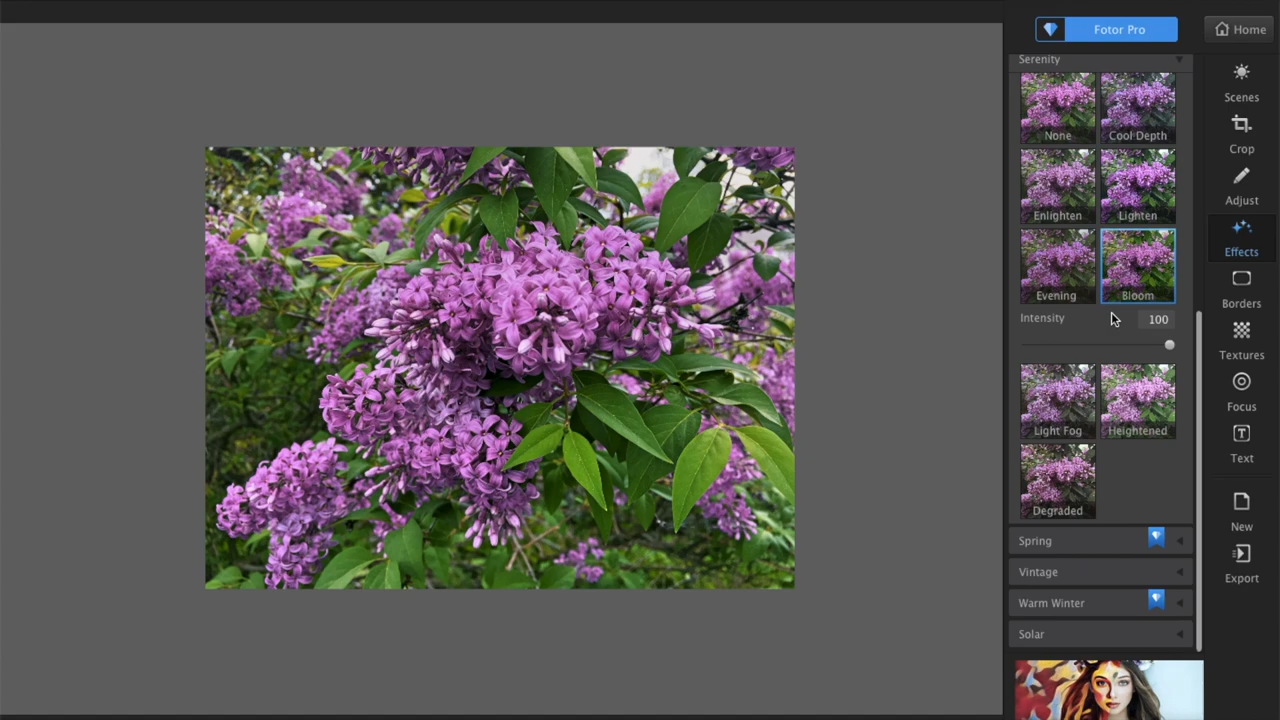 Fotor Pro
Home
Serenity
None
Cool Depth
Enlighten
Lighten
Evening
Bloom
Intensity
100
Light Fog
Heightened
Degraded
Spring
Vintage
Warm Winter
Solar
Scenes
Crop
Adjust
Effects
Borders
Textures
Focus
Text
New
Export